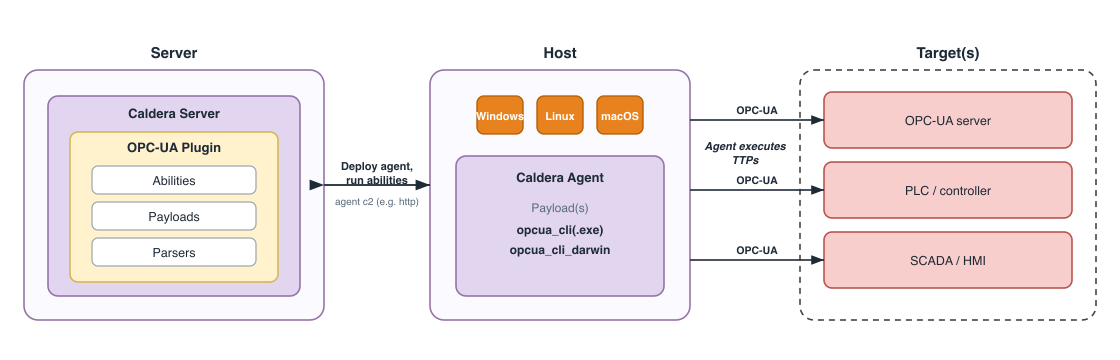 Server
Caldera Server
OPC-UA Plugin
Abilities
Payloads
Parsers
Deploy agent,
run abilities
agent c2 (e.g. http)
Host
Windows
Linux
macOS
Caldera Agent
Payload(s)
opcua_cli(.exe)
opcua_cli_darwin
OPC-UA
Agent executes
TTPs
OPC-UA
OPC-UA
Target(s)
OPC-UA server
PLC / controller
SCADA / HMI